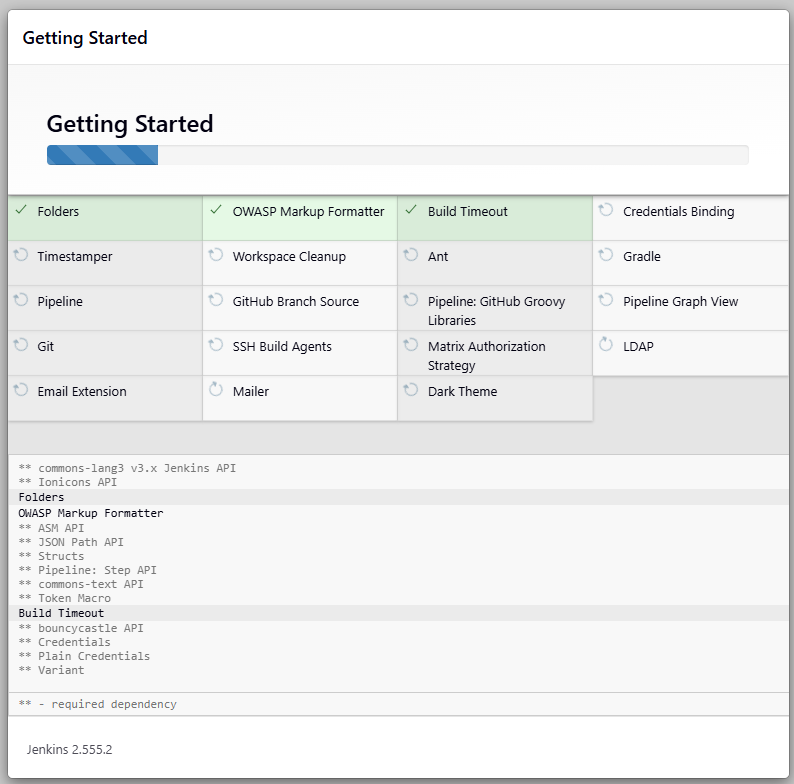 Getting Started
Getting Started
Folders
OWASP Markup Formatter
Build Timeout
Credentials Binding
Timestamper
Workspace Cleanup
Ant
Gradle
Pipeline
GitHub Branch Source
Pipeline: GitHub Groovy
Libraries
Pipeline Graph View
Git
SSH Build Agents
Matrix Authorization
Strategy
LDAP
Email Extension
Mailer
Dark Theme
** commons-lang3 v3.x Jenkins API
** Ionicons API
Folders
OWASP Markup Formatter
** ASM API
** JSON Path API
** Structs
** Pipeline: Step API
** commons-text API
** Token Macro
Build Timeout
** bouncycastle API
** Credentials
** Plain Credentials
** Variant
** - required dependency
Jenkins 2.555.2